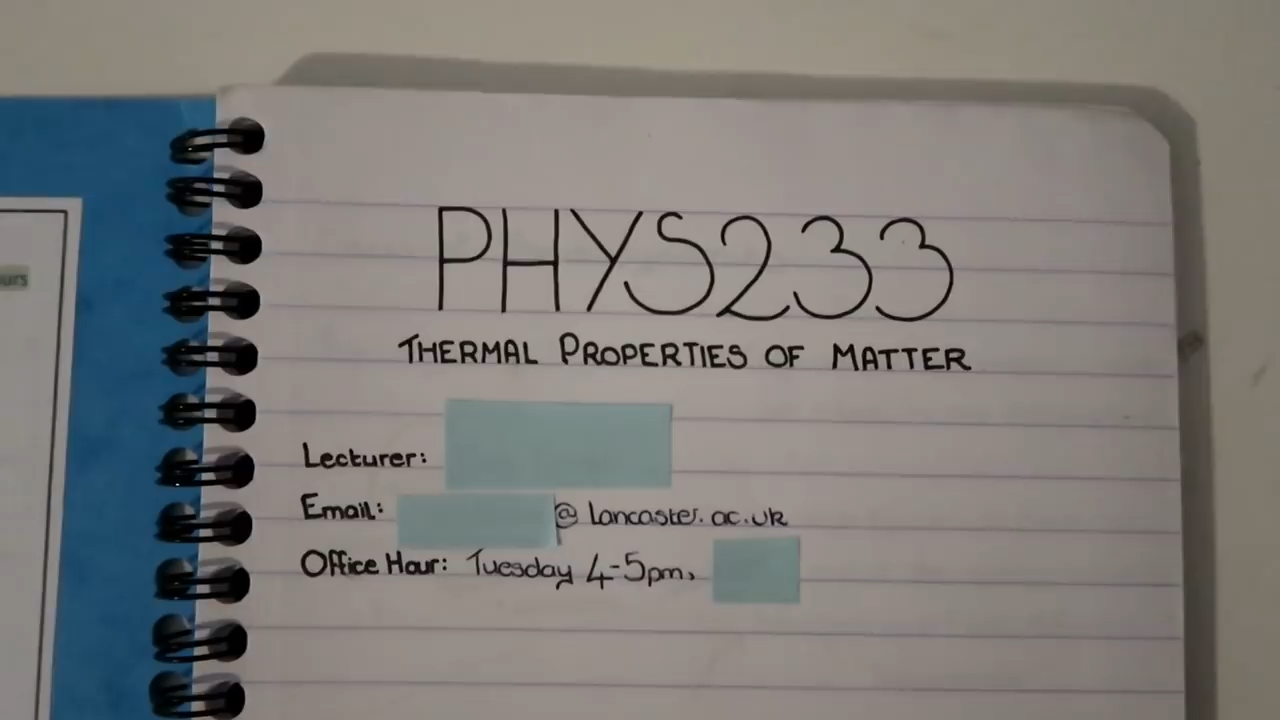 PHYS233
THERMAL PROPERTIES OF MATTER
Lecturer:
Email: @ lancaster.ac.uk
Office Hour: Tuesday 4-5pm,